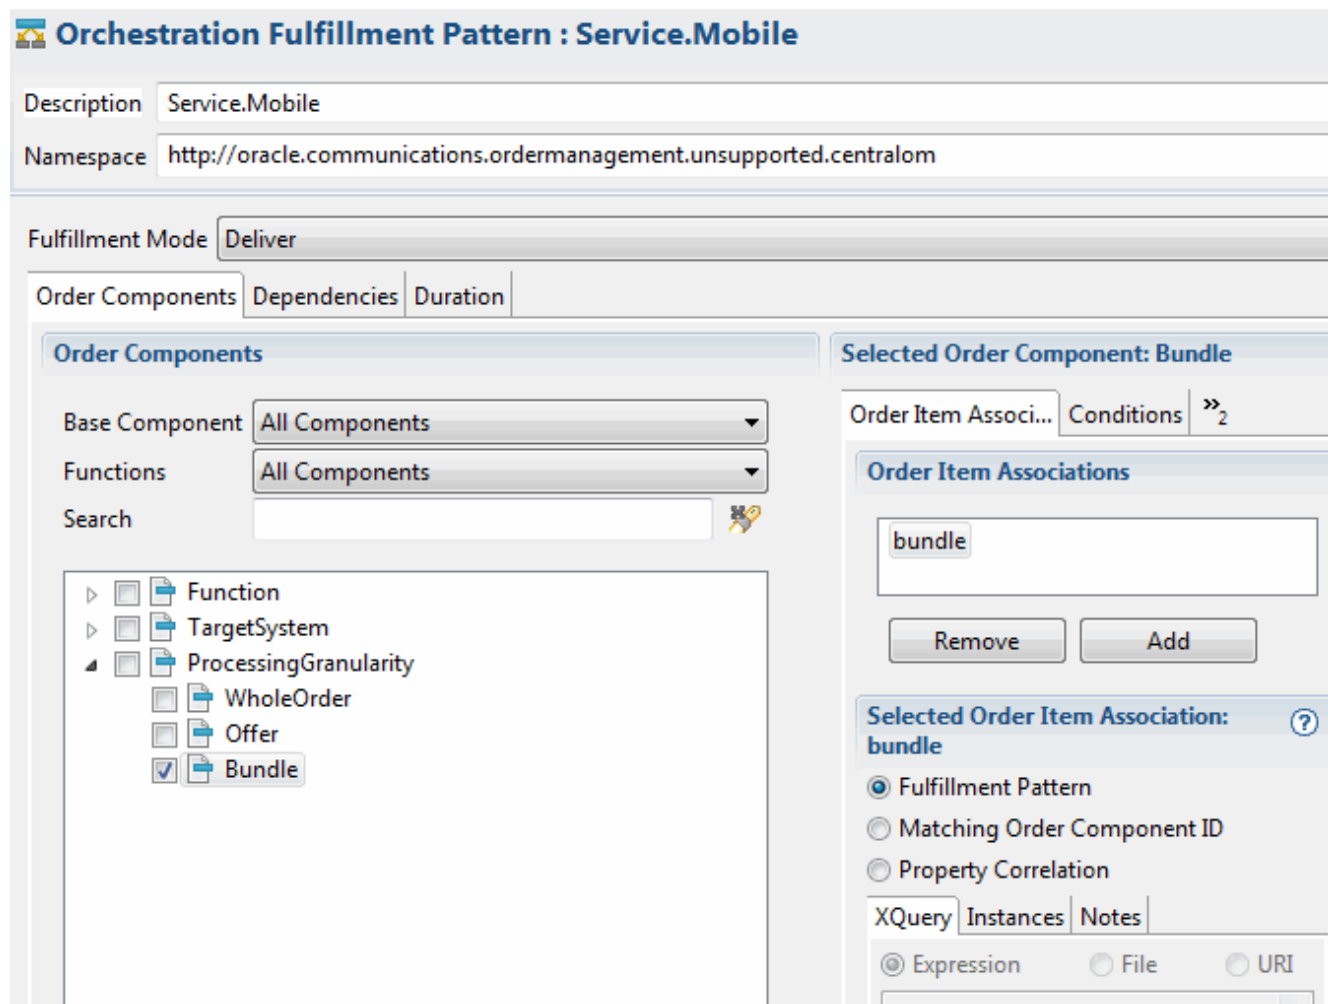 Orchestration Fulfillment Pattern : Service.Mobile
Description Service.Mobile
Namespace http://oracle.communications.ordermanagement.unsupported.centralom
Fulfillment Mode Deliver
Order Components Dependencies Duration
Order Components
Base Component All Components
Functions All Components
Search
Function
TargetSystem
ProcessingGranularity
WholeOrder
Offer
Bundle
Selected Order Component: Bundle
Order Item Associ... Conditions »2
Order Item Associations
bundle
Remove Add
Selected Order Item Association:
bundle
Fulfillment Pattern
Matching Order Component ID
Property Correlation
XQuery Instances Notes
Expression File URI